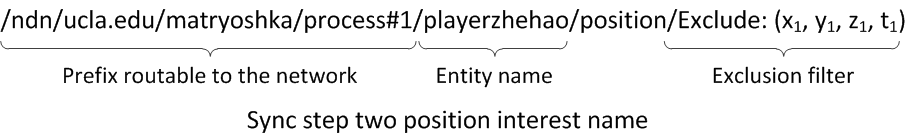 /ndn/ucla.edu/matryoshka/process#1/playerzhehao/position/Exclude: (x₁, y₁, z₁, t₁)
Prefix routable to the network Entity name Exclusion filter
Sync step two position interest name